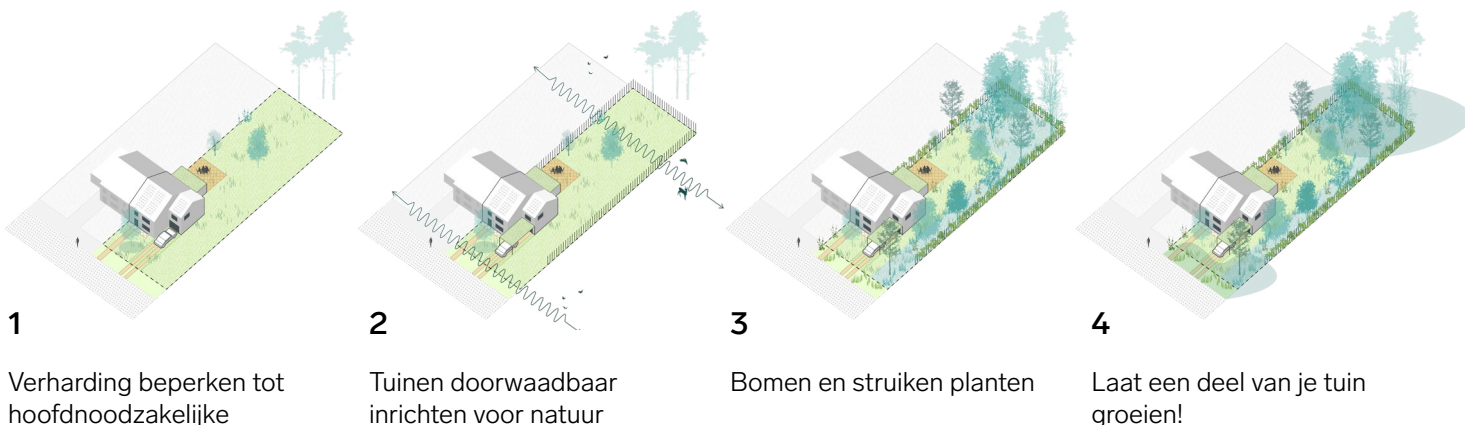 1
Verharding beperken tot
hoofdnoodzakelijke
2
Tuinen doorwaadbaar
inrichten voor natuur
3
Bomen en struiken planten
4
Laat een deel van je tuin
groeien!